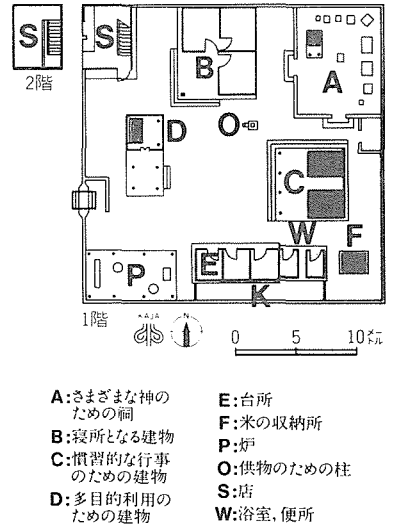 S
S
2階
B
A
O
D
C
W
F
E
P
K
1階
KAJA
N
0 5 10メートル
A:さまざまな神の
ための祠
B:寝所となる建物
C:慣習的な行事
のための建物
D:多目的利用の
ための建物
E:台所
F:米の収納所
P:炉
O:供物のための柱
S:店
W:浴室,便所